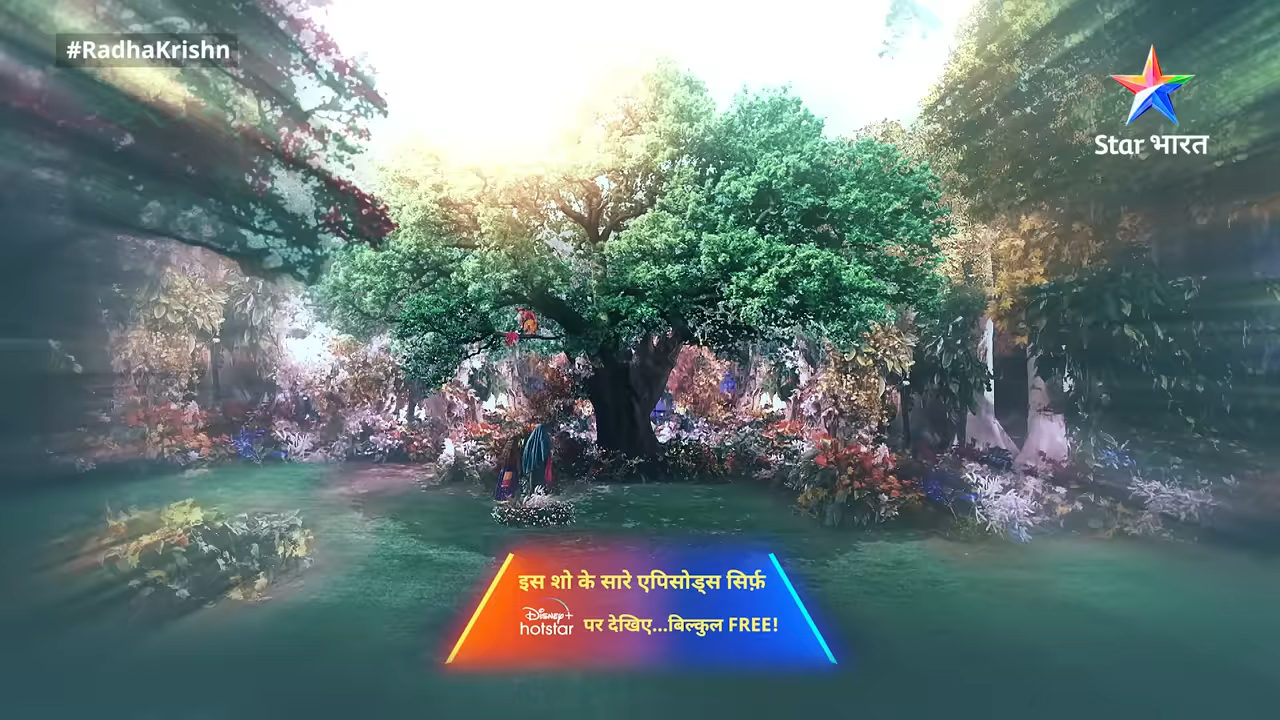 #RadhaKrishn
Star भारत
इस शो के सारे एपिसोड्स सिर्फ़
Disney+ hotstar पर देखिए...बिल्कुल FREE!